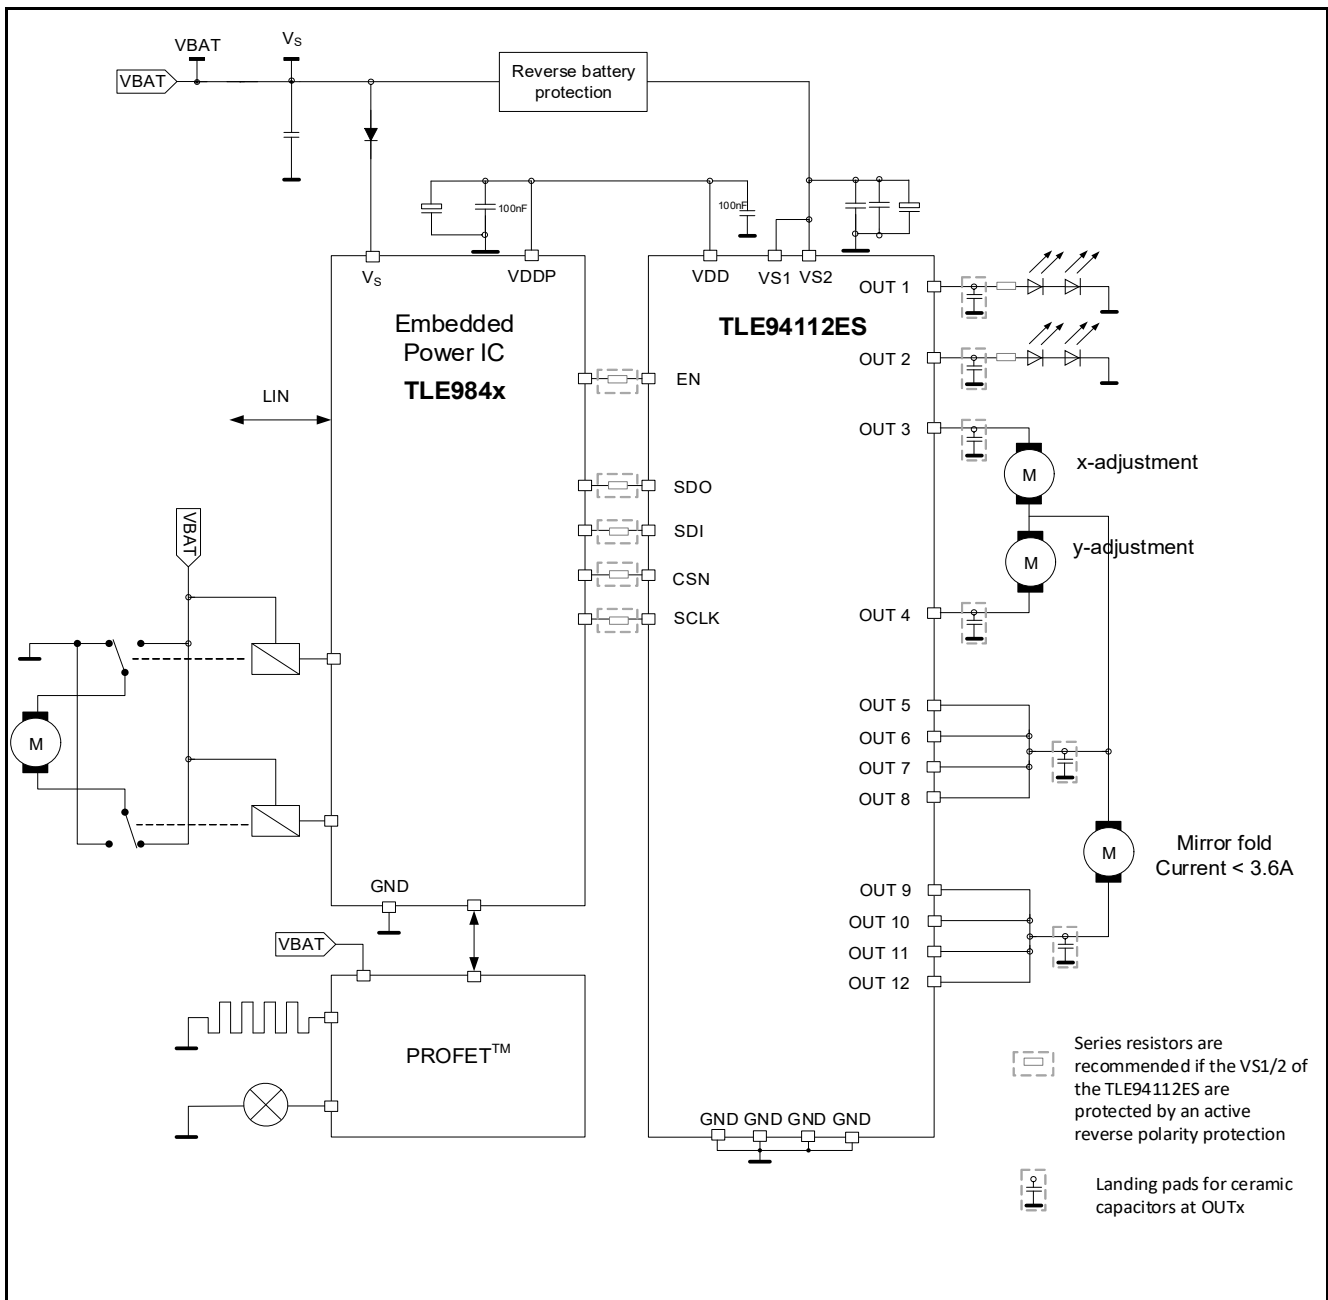 VBAT
VS
VBAT
Reverse battery
protection
100nF
100nF
VS
VDDP
VDD
VS1
VS2
OUT 1
Embedded
Power IC
TLE984x
TLE94112ES
OUT 2
EN
LIN
OUT 3
x-adjustment
M
SDO
VBAT
SDI
y-adjustment
M
CSN
OUT 4
SCLK
OUT 5
OUT 6
M
OUT 7
OUT 8
Mirror fold
Current < 3.6A
M
GND
OUT 9
OUT 10
VBAT
OUT 11
OUT 12
PROFET™
Series resistors are
recommended if the VS1/2 of
the TLE94112ES are
protected by an active
reverse polarity protection
GND GND GND GND
Landing pads for ceramic
capacitors at OUTx